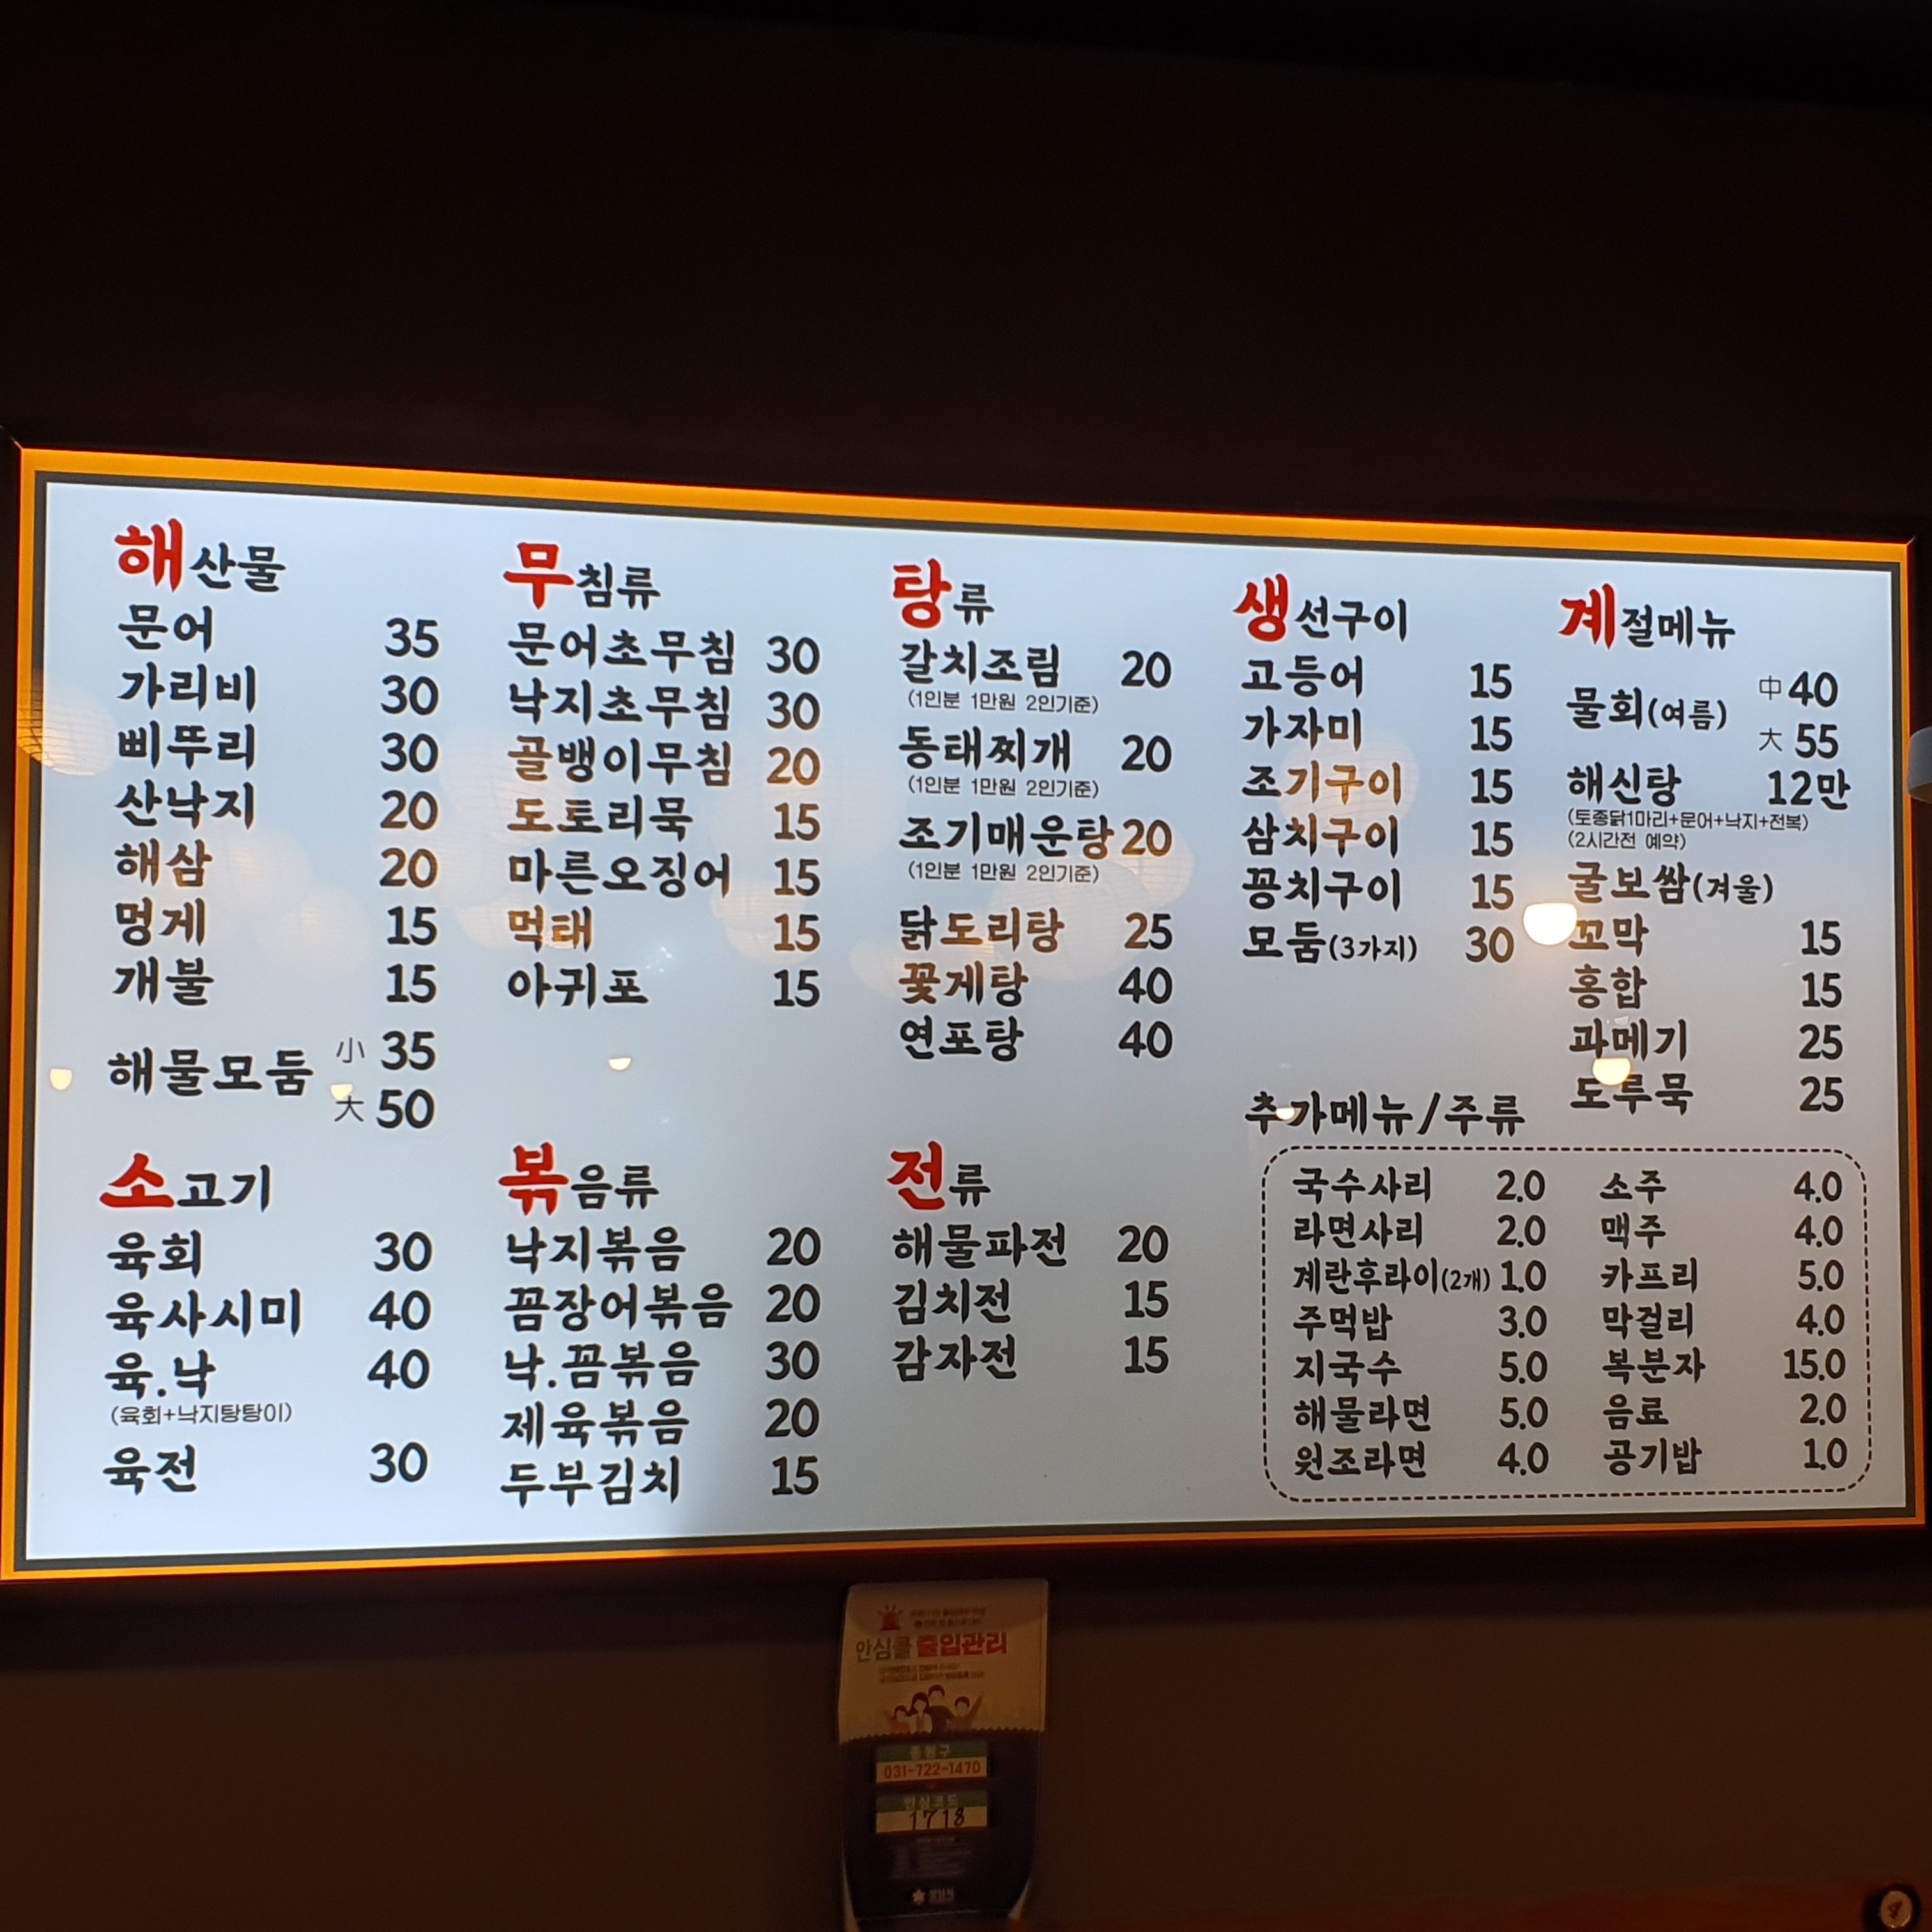 해산물
문어 35
가리비 30
삐뚜리 30
산낙지 20
해삼 20
멍게 15
개불 15
해물모둠 小 35
大 50
소고기
육회 30
육사시미 40
육.낙 40
(육회+낙지탕탕이)
육전 30
무침류
문어초무침 30
낙지초무침 30
골뱅이무침 20
도토리묵 15
마른오징어 15
먹태 15
아귀포 15
볶음류
낙지볶음 20
꼼장어볶음 20
낙.꼼볶음 30
제육볶음 20
두부김치 15
탕류
갈치조림 20
(1인분 1만원 2인기준)
동태찌개 20
(1인분 1만원 2인기준)
조기매운탕 20
(1인분 1만원 2인기준)
닭도리탕 25
꽃게탕 40
연포탕 40
전류
해물파전 20
김치전 15
감자전 15
생선구이
고등어 15
가자미 15
조기구이 15
삼치구이 15
꽁치구이 15
모둠(3가지) 30
계절메뉴
물회(여름) 中 40
大 55
해신탕 12만
(토종닭1마리+문어+낙지+전복)
(2시간전 예약)
굴보쌈(겨울)
꼬막 15
홍합 15
과메기 25
도루묵 25
추가메뉴/주류
국수사리 2.0
라면사리 2.0
계란후라이(2개) 1.0
주먹밥 3.0
지국수 5.0
해물라면 5.0
원조라면 4.0
소주 4.0
맥주 4.0
카프리 5.0
막걸리 4.0
복분자 15.0
음료 2.0
공기밥 1.0
안심콜 출입관리
중원구
031-722-1470
안심코드
1718
성남시
4